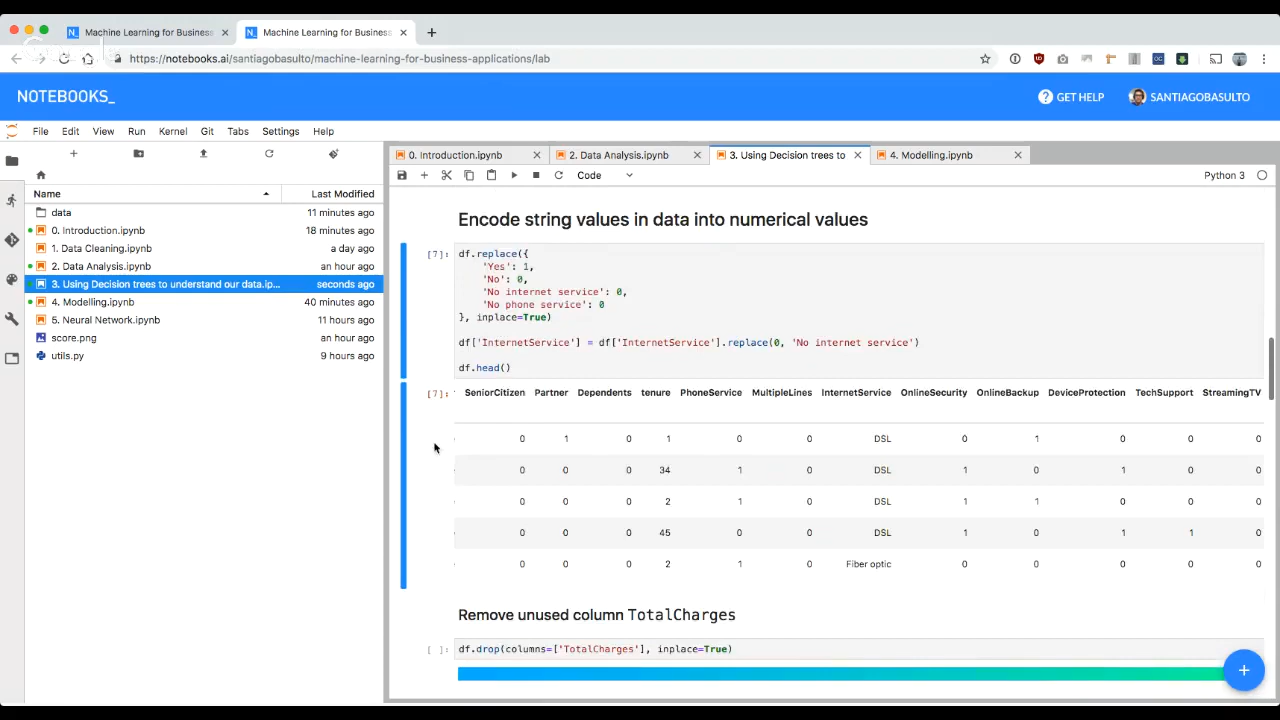 Machine Learning for Business
Machine Learning for Business
https://notebooks.ai/santiagobasulto/machine-learning-for-business-applications/lab
NOTEBOOKS_
GET HELP
SANTIAGOBASULTO
File Edit View Run Kernel Git Tabs Settings Help
0. Introduction.ipynb
2. Data Analysis.ipynb
3. Using Decision trees to
4. Modelling.ipynb
Code
Python 3
Name Last Modified
data 11 minutes ago
0. Introduction.ipynb 18 minutes ago
1. Data Cleaning.ipynb a day ago
2. Data Analysis.ipynb an hour ago
3. Using Decision trees to understand our data.ip... seconds ago
4. Modelling.ipynb 40 minutes ago
5. Neural Network.ipynb 11 hours ago
score.png an hour ago
utils.py 9 hours ago
Encode string values in data into numerical values
[7]: df.replace({
'Yes': 1,
'No': 0,
'No internet service': 0,
'No phone service': 0
}, inplace=True)
df['InternetService'] = df['InternetService'].replace(0, 'No internet service')
df.head()
[7]: SeniorCitizen Partner Dependents tenure PhoneService MultipleLines InternetService OnlineSecurity OnlineBackup DeviceProtection TechSupport StreamingTV
0 1 0 1 0 0 DSL 0 1 0 0 0
0 0 0 34 1 0 DSL 1 0 1 0 0
0 0 0 2 1 0 DSL 1 1 0 0 0
0 0 0 45 0 0 DSL 1 0 1 1 0
0 0 0 2 1 0 Fiber optic 0 0 0 0 0
Remove unused column TotalCharges
[ ]: df.drop(columns=['TotalCharges'], inplace=True)